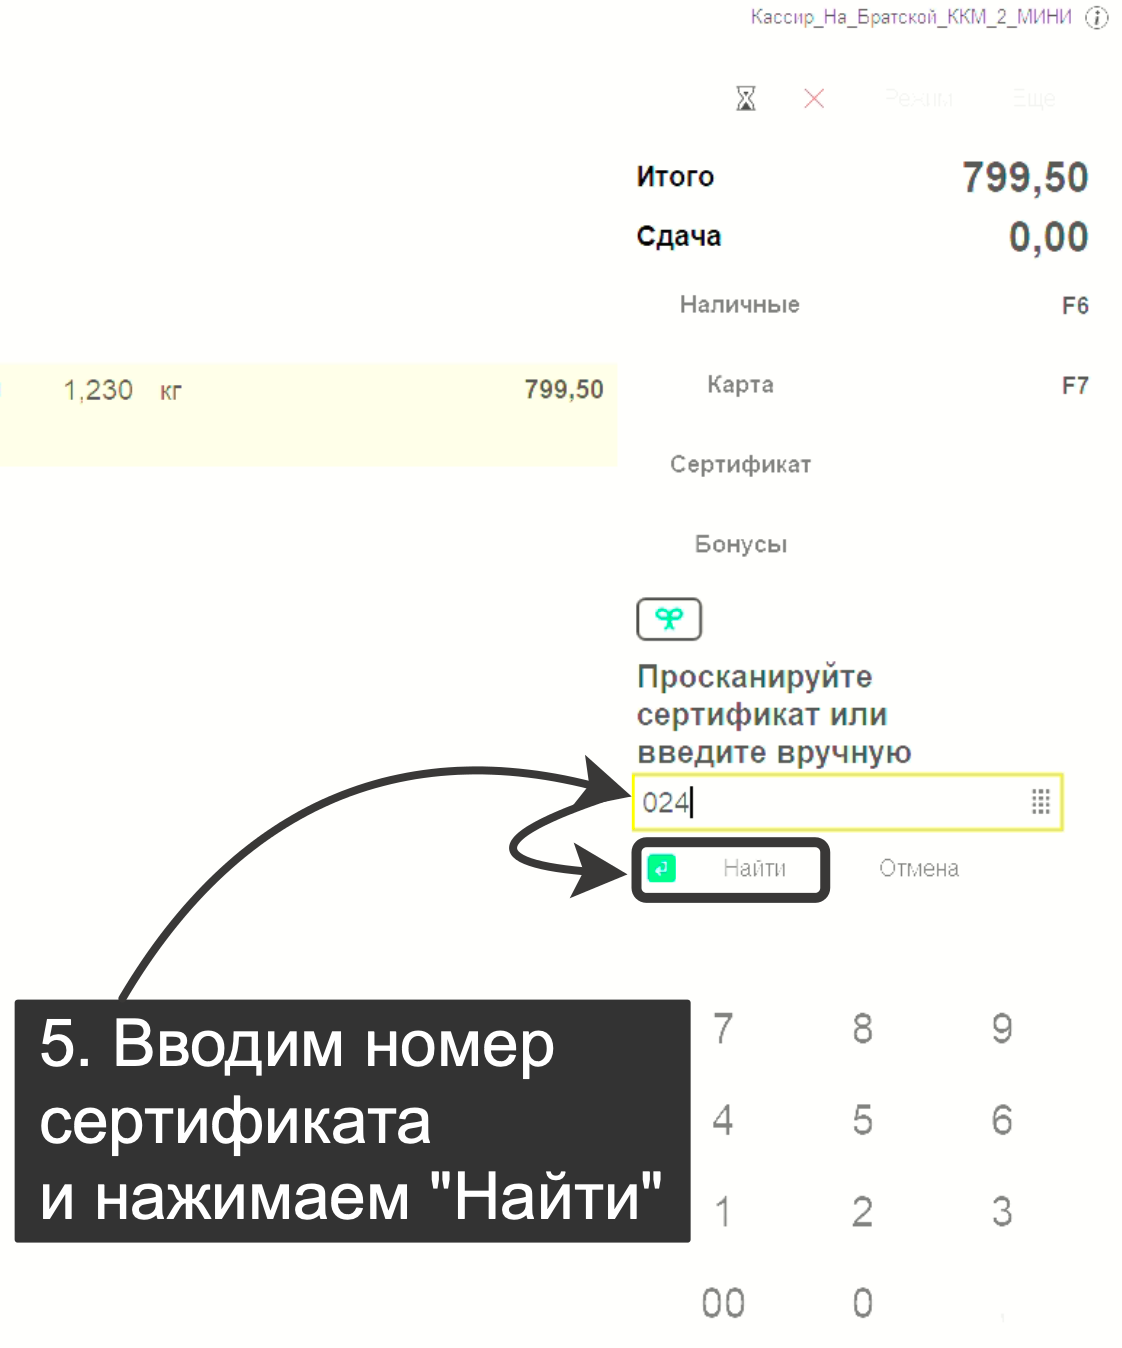 Кассир_На_Братской_ККМ_2_МИНИ
Режим Еще
Итого 799,50
Сдача 0,00
Наличные F6
1,230 кг 799,50
Карта F7
Сертификат
Бонусы
Просканируйте
сертификат или
введите вручную
024
Найти Отмена
5. Вводим номер
сертификата
и нажимаем "Найти"
7 8 9
4 5 6
1 2 3
00 0 ,